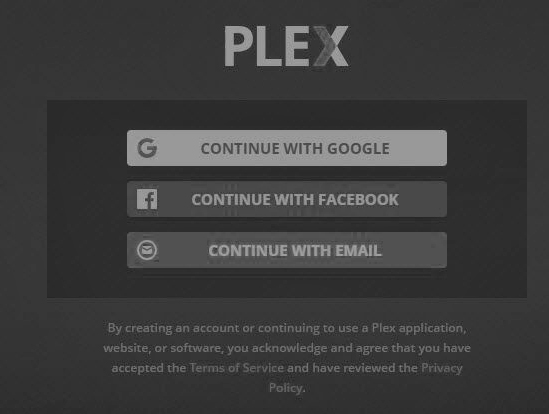 PLEX
CONTINUE WITH GOOGLE
CONTINUE WITH FACEBOOK
CONTINUE WITH EMAIL
By creating an account or continuing to use a Plex application,
website, or software, you acknowledge and agree that you have
accepted the Terms of Service and have reviewed the Privacy
Policy.